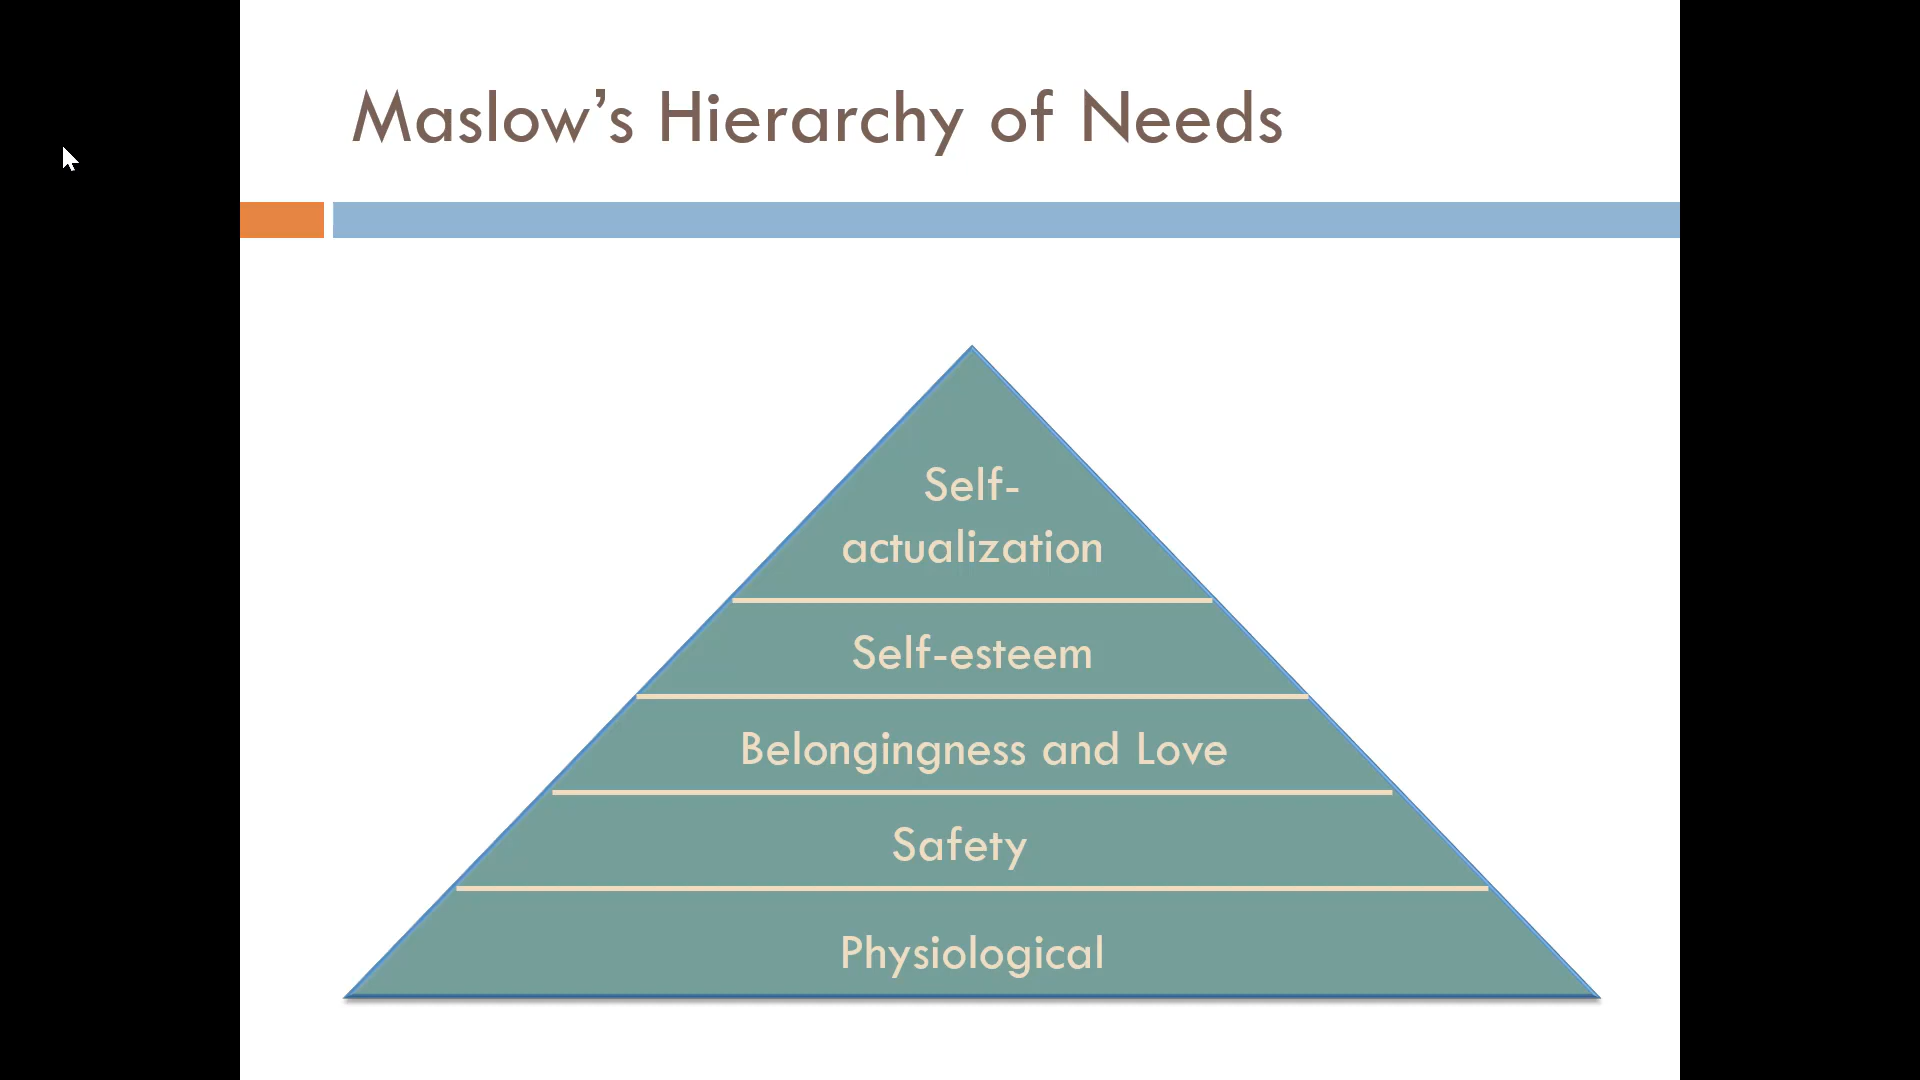 Maslow’s Hierarchy of Needs
Self-
actualization
Self-esteem
Belongingness and Love
Safety
Physiological